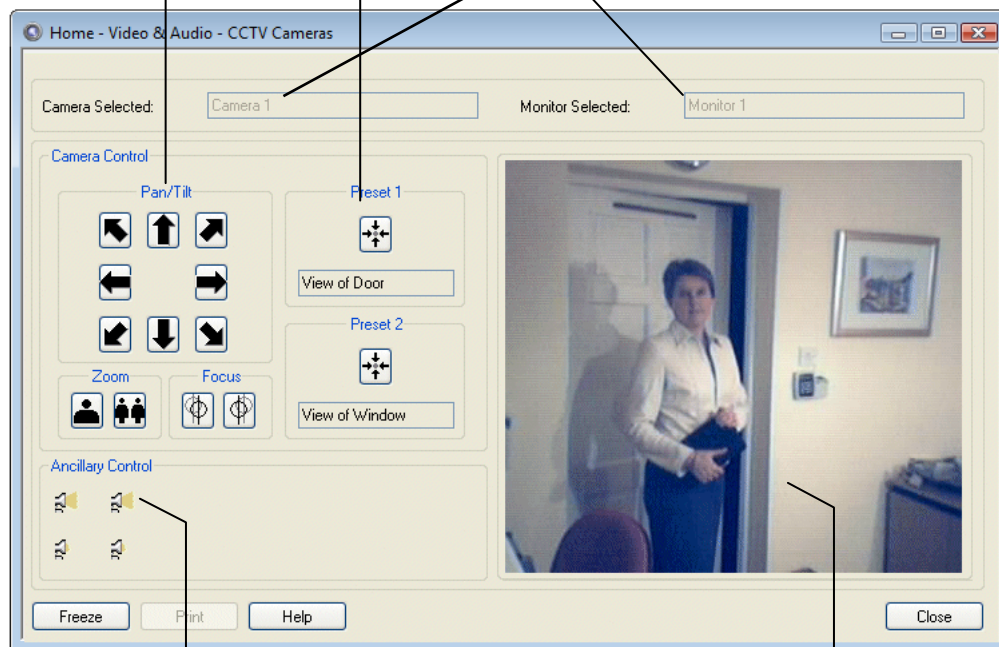 Home - Video & Audio - CCTV Cameras
Camera Selected: Camera 1 Monitor Selected: Monitor 1
Camera Control
Pan/Tilt
Preset 1
View of Door
Preset 2
Zoom Focus
View of Window
Ancillary Control
Freeze Print Help Close